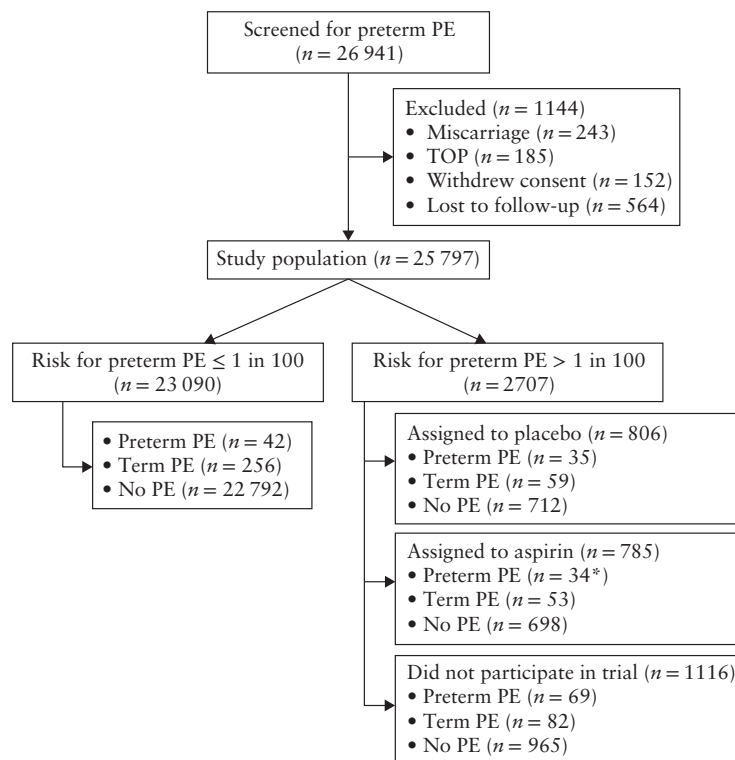 Screened for preterm PE
(n = 26 941)
Excluded (n = 1144)
• Miscarriage (n = 243)
• TOP (n = 185)
• Withdrew consent (n = 152)
• Lost to follow-up (n = 564)
Study population (n = 25 797)
Risk for preterm PE ≤ 1 in 100
(n = 23 090)
• Preterm PE (n = 42)
• Term PE (n = 256)
• No PE (n = 22 792)
Risk for preterm PE > 1 in 100
(n = 2707)
Assigned to placebo (n = 806)
• Preterm PE (n = 35)
• Term PE (n = 59)
• No PE (n = 712)
Assigned to aspirin (n = 785)
• Preterm PE (n = 34*)
• Term PE (n = 53)
• No PE (n = 698)
Did not participate in trial (n = 1116)
• Preterm PE (n = 69)
• Term PE (n = 82)
• No PE (n = 965)